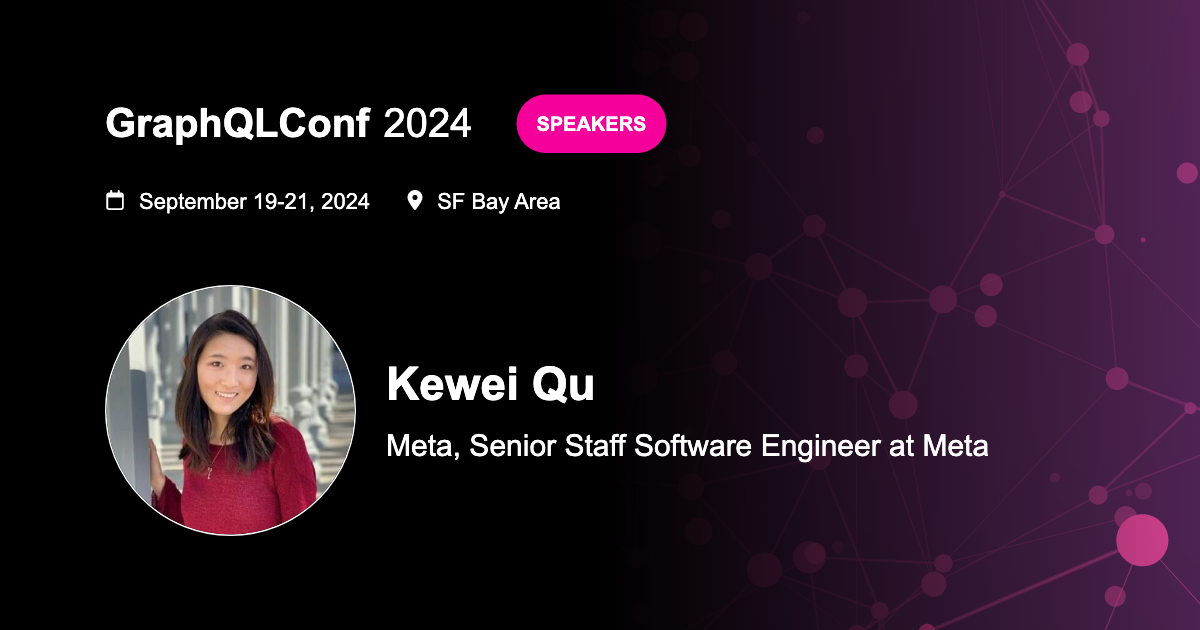 GraphQLConf 2024 SPEAKERS
September 19-21, 2024 SF Bay Area
Kewei Qu
Meta, Senior Staff Software Engineer at Meta